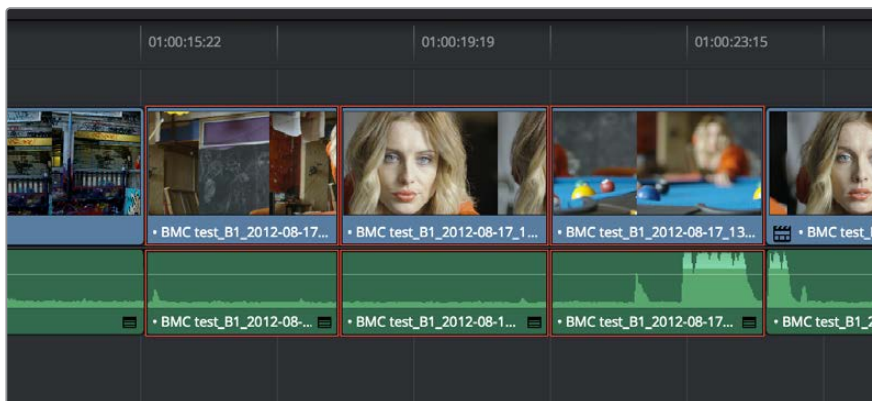 01:00:15:22
01:00:19:19
01:00:23:15
• BMC test_B1_2012-08-17...
• BMC test_B1_2012-08-17_1...
• BMC test_B1_2012-08-17_13...
• BMC test_
• BMC test_B1_2012-08-...
• BMC test_B1_2012-08-1...
• BMC test_B1_2012-08-17...
• BMC test_B1_2